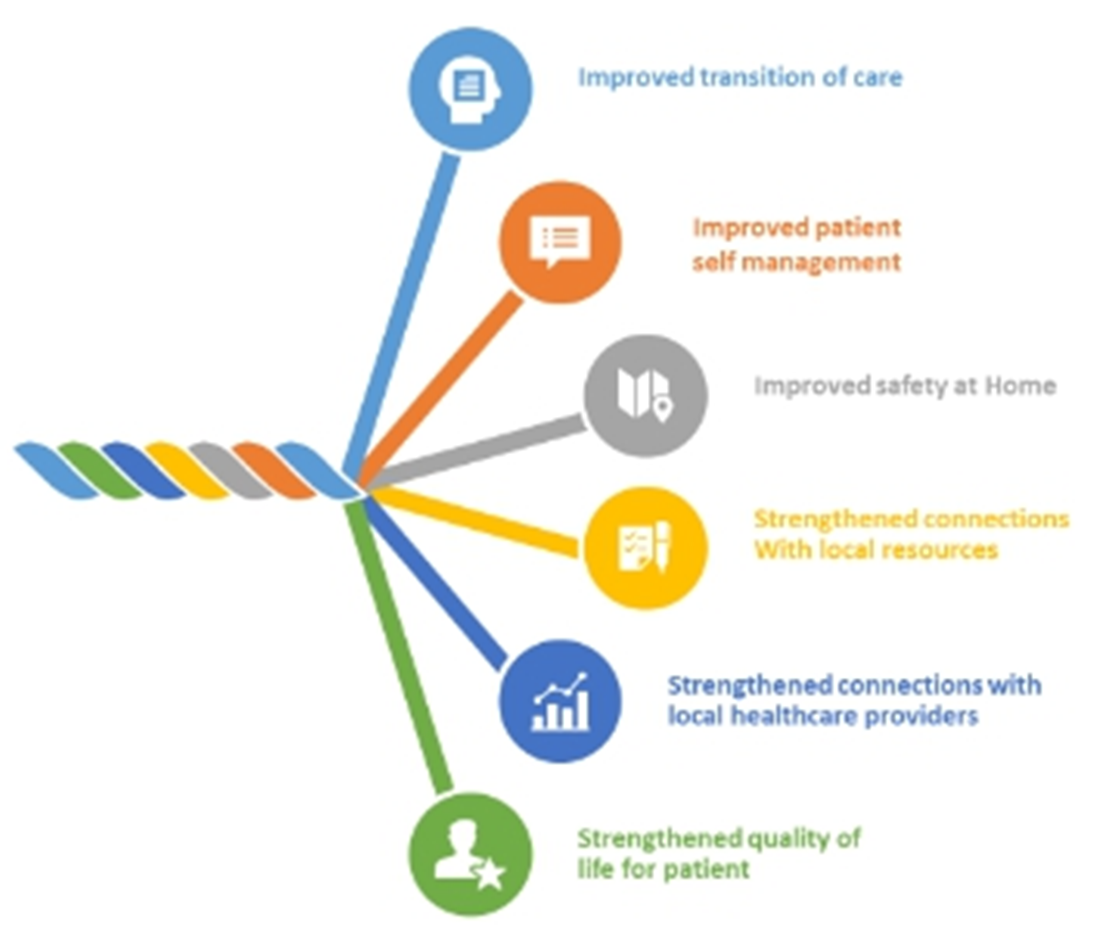 Improved transition of care
Improved patient
self management
Improved safety at Home
Strengthened connections
With local resources
Strengthened connections with
local healthcare providers
Strengthened quality of
life for patient